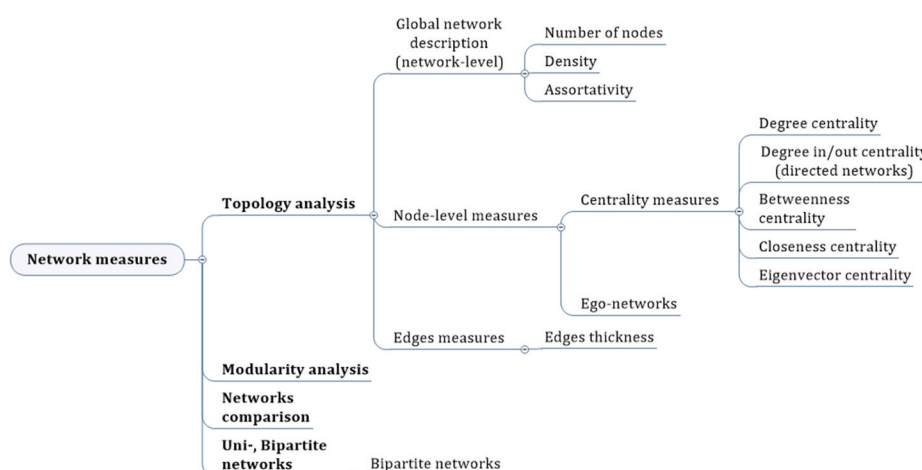 Network measures
Topology analysis
Global network
description
(network-level)
Number of nodes
Density
Assortativity
Node-level measures
Centrality measures
Degree centrality
Degree in/out centrality
(directed networks)
Betweenness
centrality
Closeness centrality
Eigenvector centrality
Ego-networks
Edges measures
Edges thickness
Modularity analysis
Networks
comparison
Uni-, Bipartite
networks
Bipartite networks